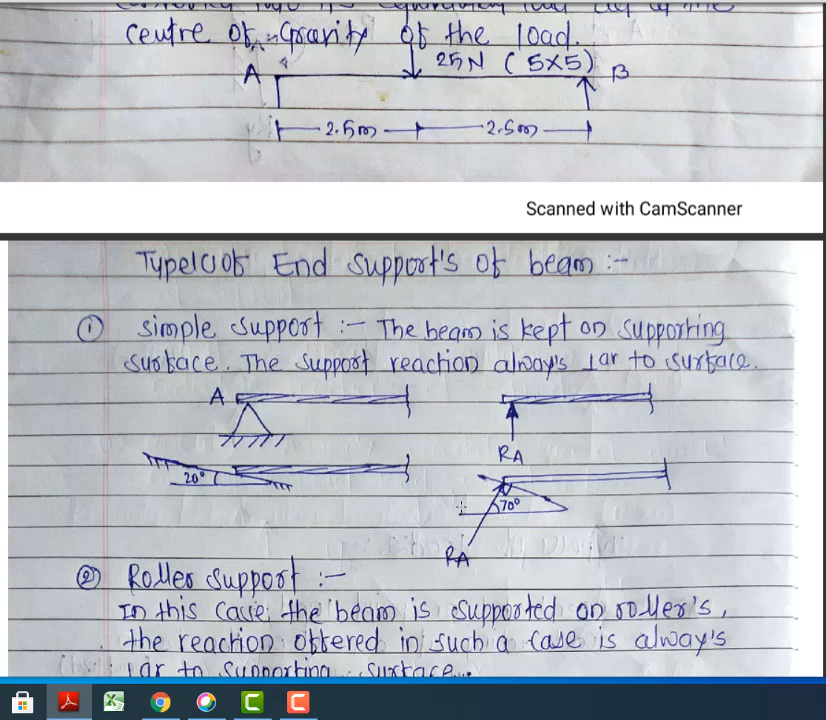 centre of Gravity of the load.
25N (5x5)
A B
2.5m 2.5m
Scanned with CamScanner
Types of End Support's of beam :-
① Simple support :- The beam is kept on supporting
surface. The support reaction always ⊥ar to surface.
A
RA
20°
70°
RA
② Roller support :-
In this case, the beam is supported on roller's,
the reaction offered in such a case is always
⊥ar to supporting surface.